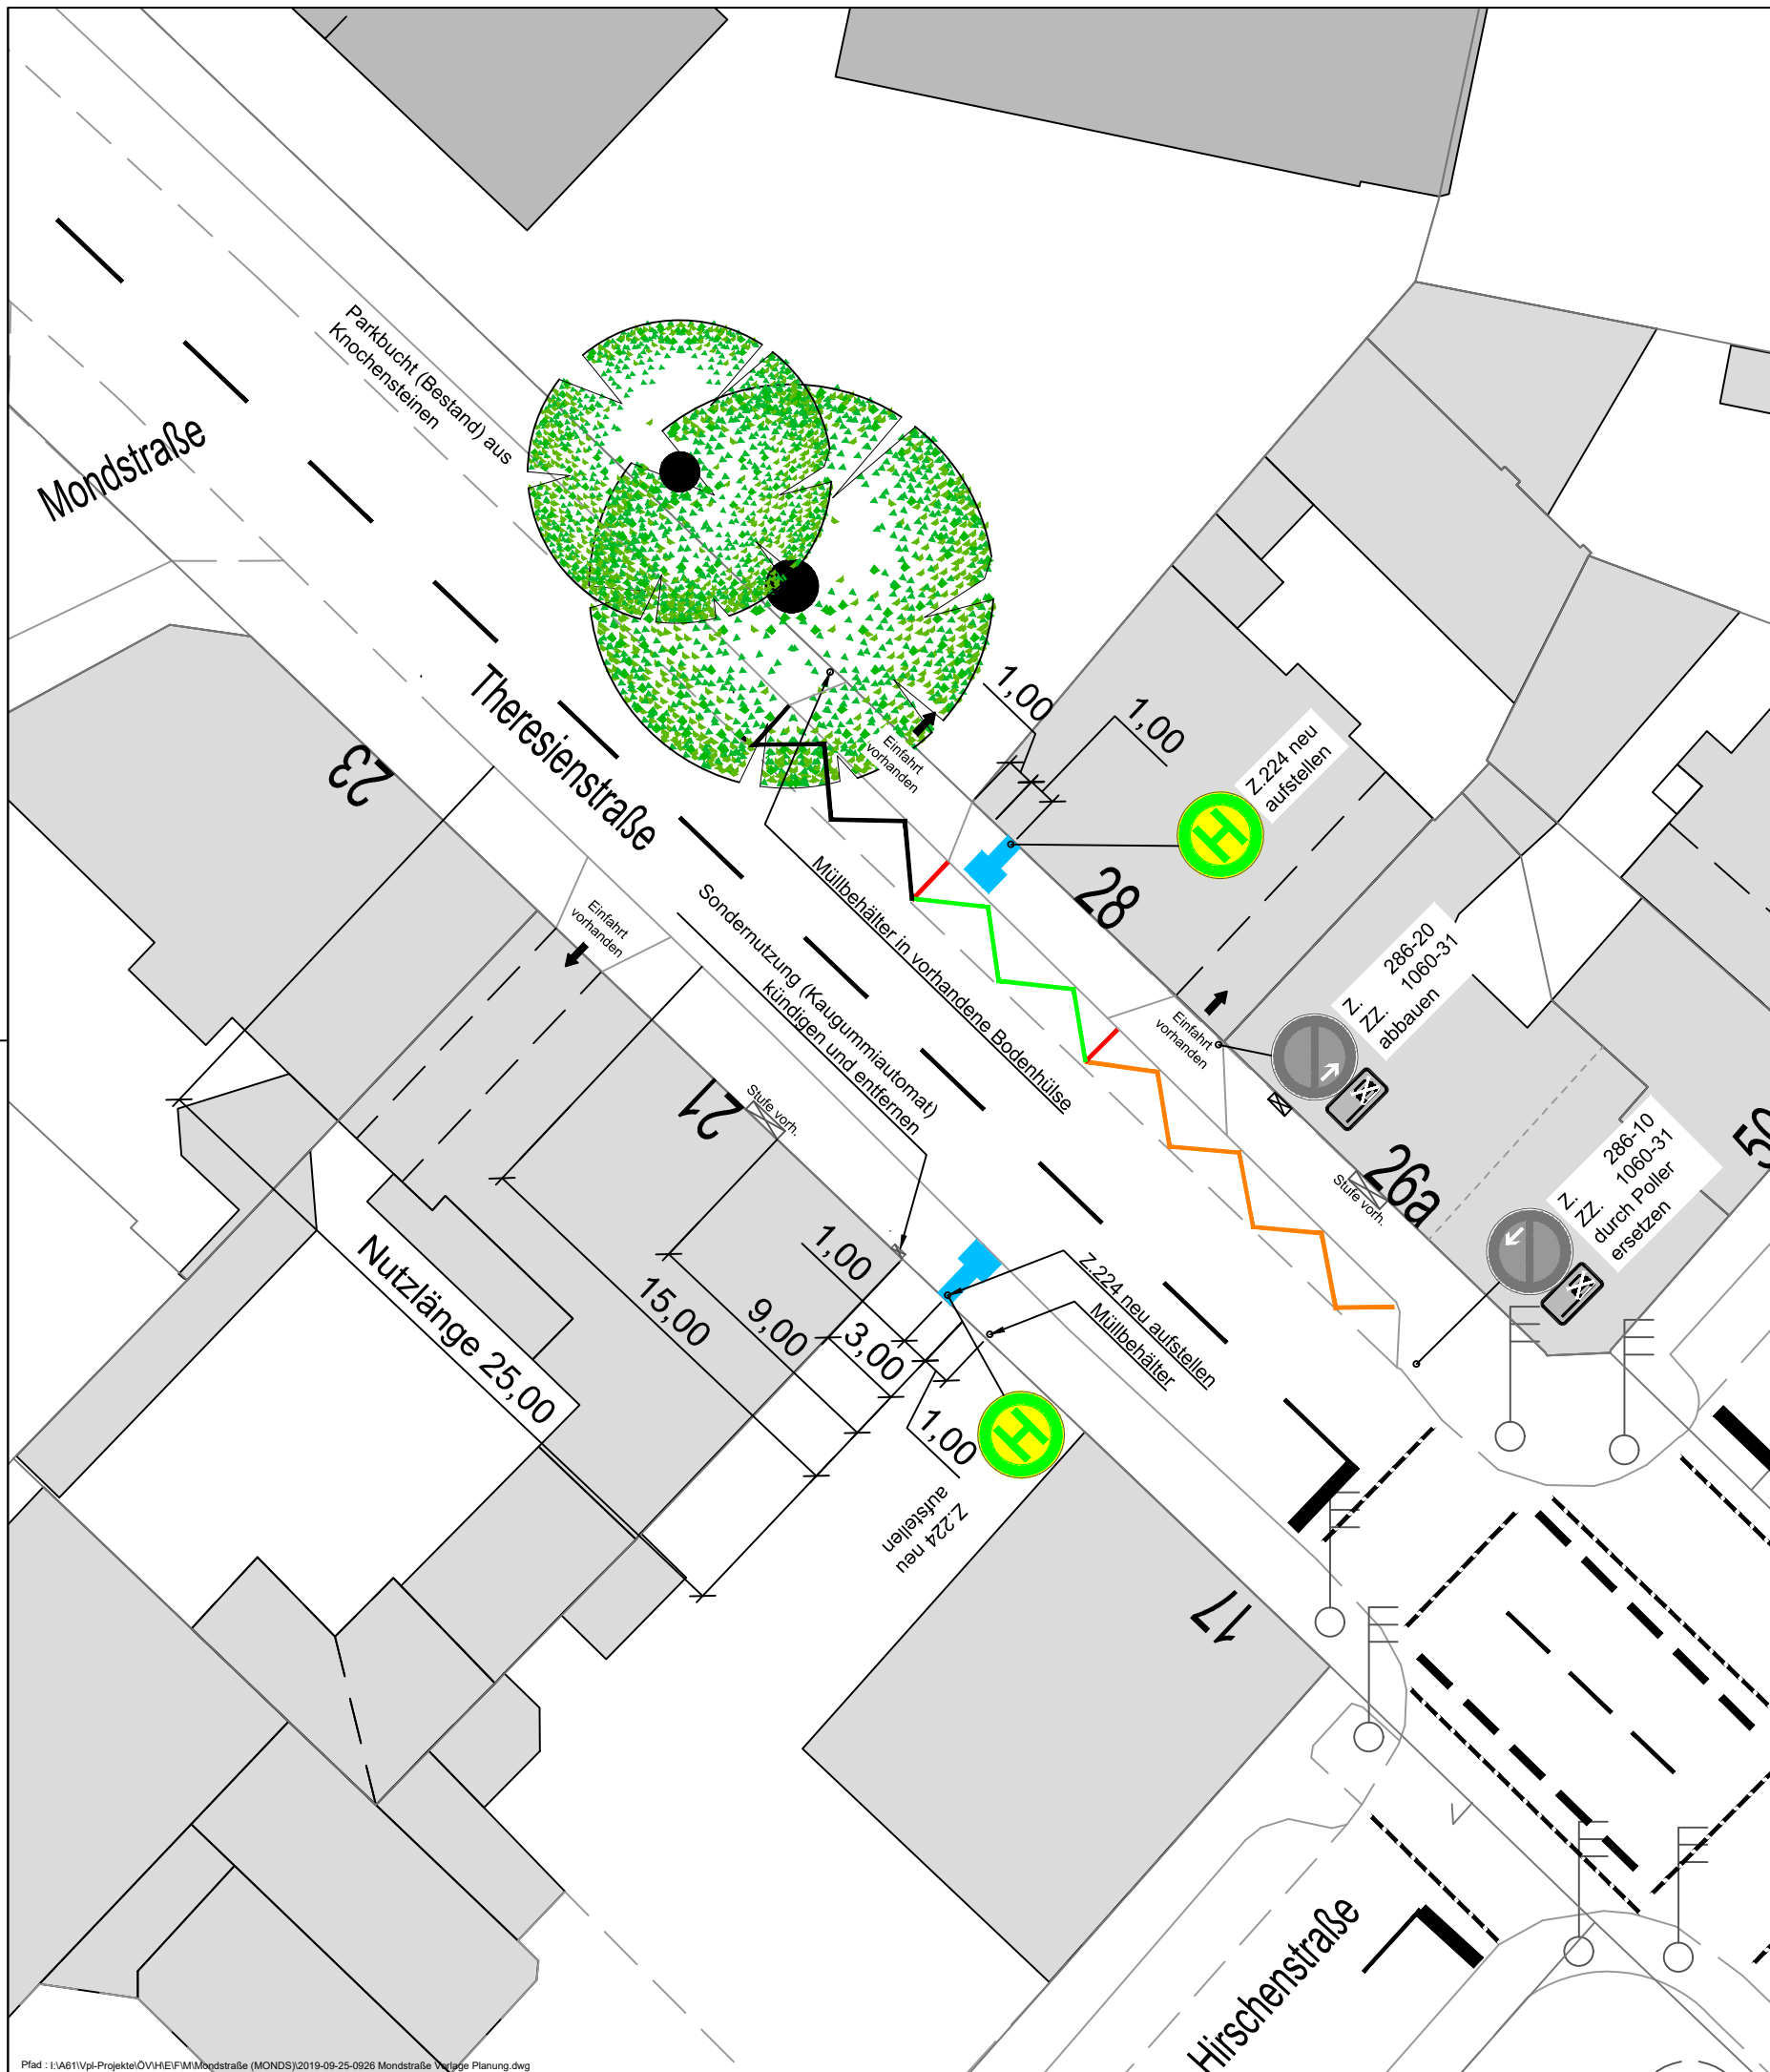 Parkbucht (Bestand) aus
Knochensteinen
Mondstraße
Theresienstraße
23
Einfahrt
vorhanden
1,00
1,00
Z.224 neu
aufstellen
H
28
Müllbehälter in vorhandene Bodenhülse
Sondernutzung (Kaugummiautomat)
kündigen und entfernen
Einfahrt
vorhanden
21
Stufe vorh.
Einfahrt
vorhanden
Z. 286-20
ZZ. 1060-31
abbauen
26a
Stufe vorh.
Z. 286-10
ZZ. 1060-31
durch Poller
ersetzen
50
Nutzlänge 25,00
15,00
9,00
3,00
1,00
1,00
Z.224 neu aufstellen
Müllbehälter
H
Z.224 neu
aufstellen
17
Hirschenstraße
Pfad : I:\A61\Vpl-Projekte\ÖV\H\E\F\M\Mondstraße (MONDS)\2019-09-25-0926 Mondstraße Vorlage Planung.dwg